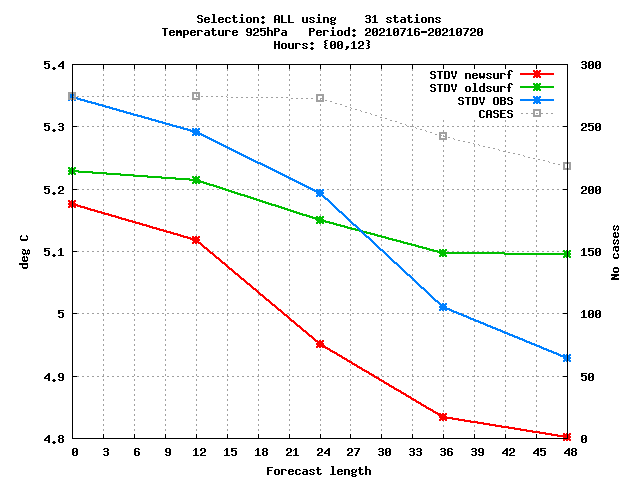 Selection: ALL using    31 stations
Temperature 925hPa   Period: 20210716-20210720
Hours: {00,12}
5.4
5.3
5.2
5.1
5
4.9
4.8
300
250
200
150
100
50
0
STDV newsurf
STDV oldsurf
STDV OBS
CASES
deg C
No cases
0 3 6 9 12 15 18 21 24 27 30 33 36 39 42 45 48
Forecast length